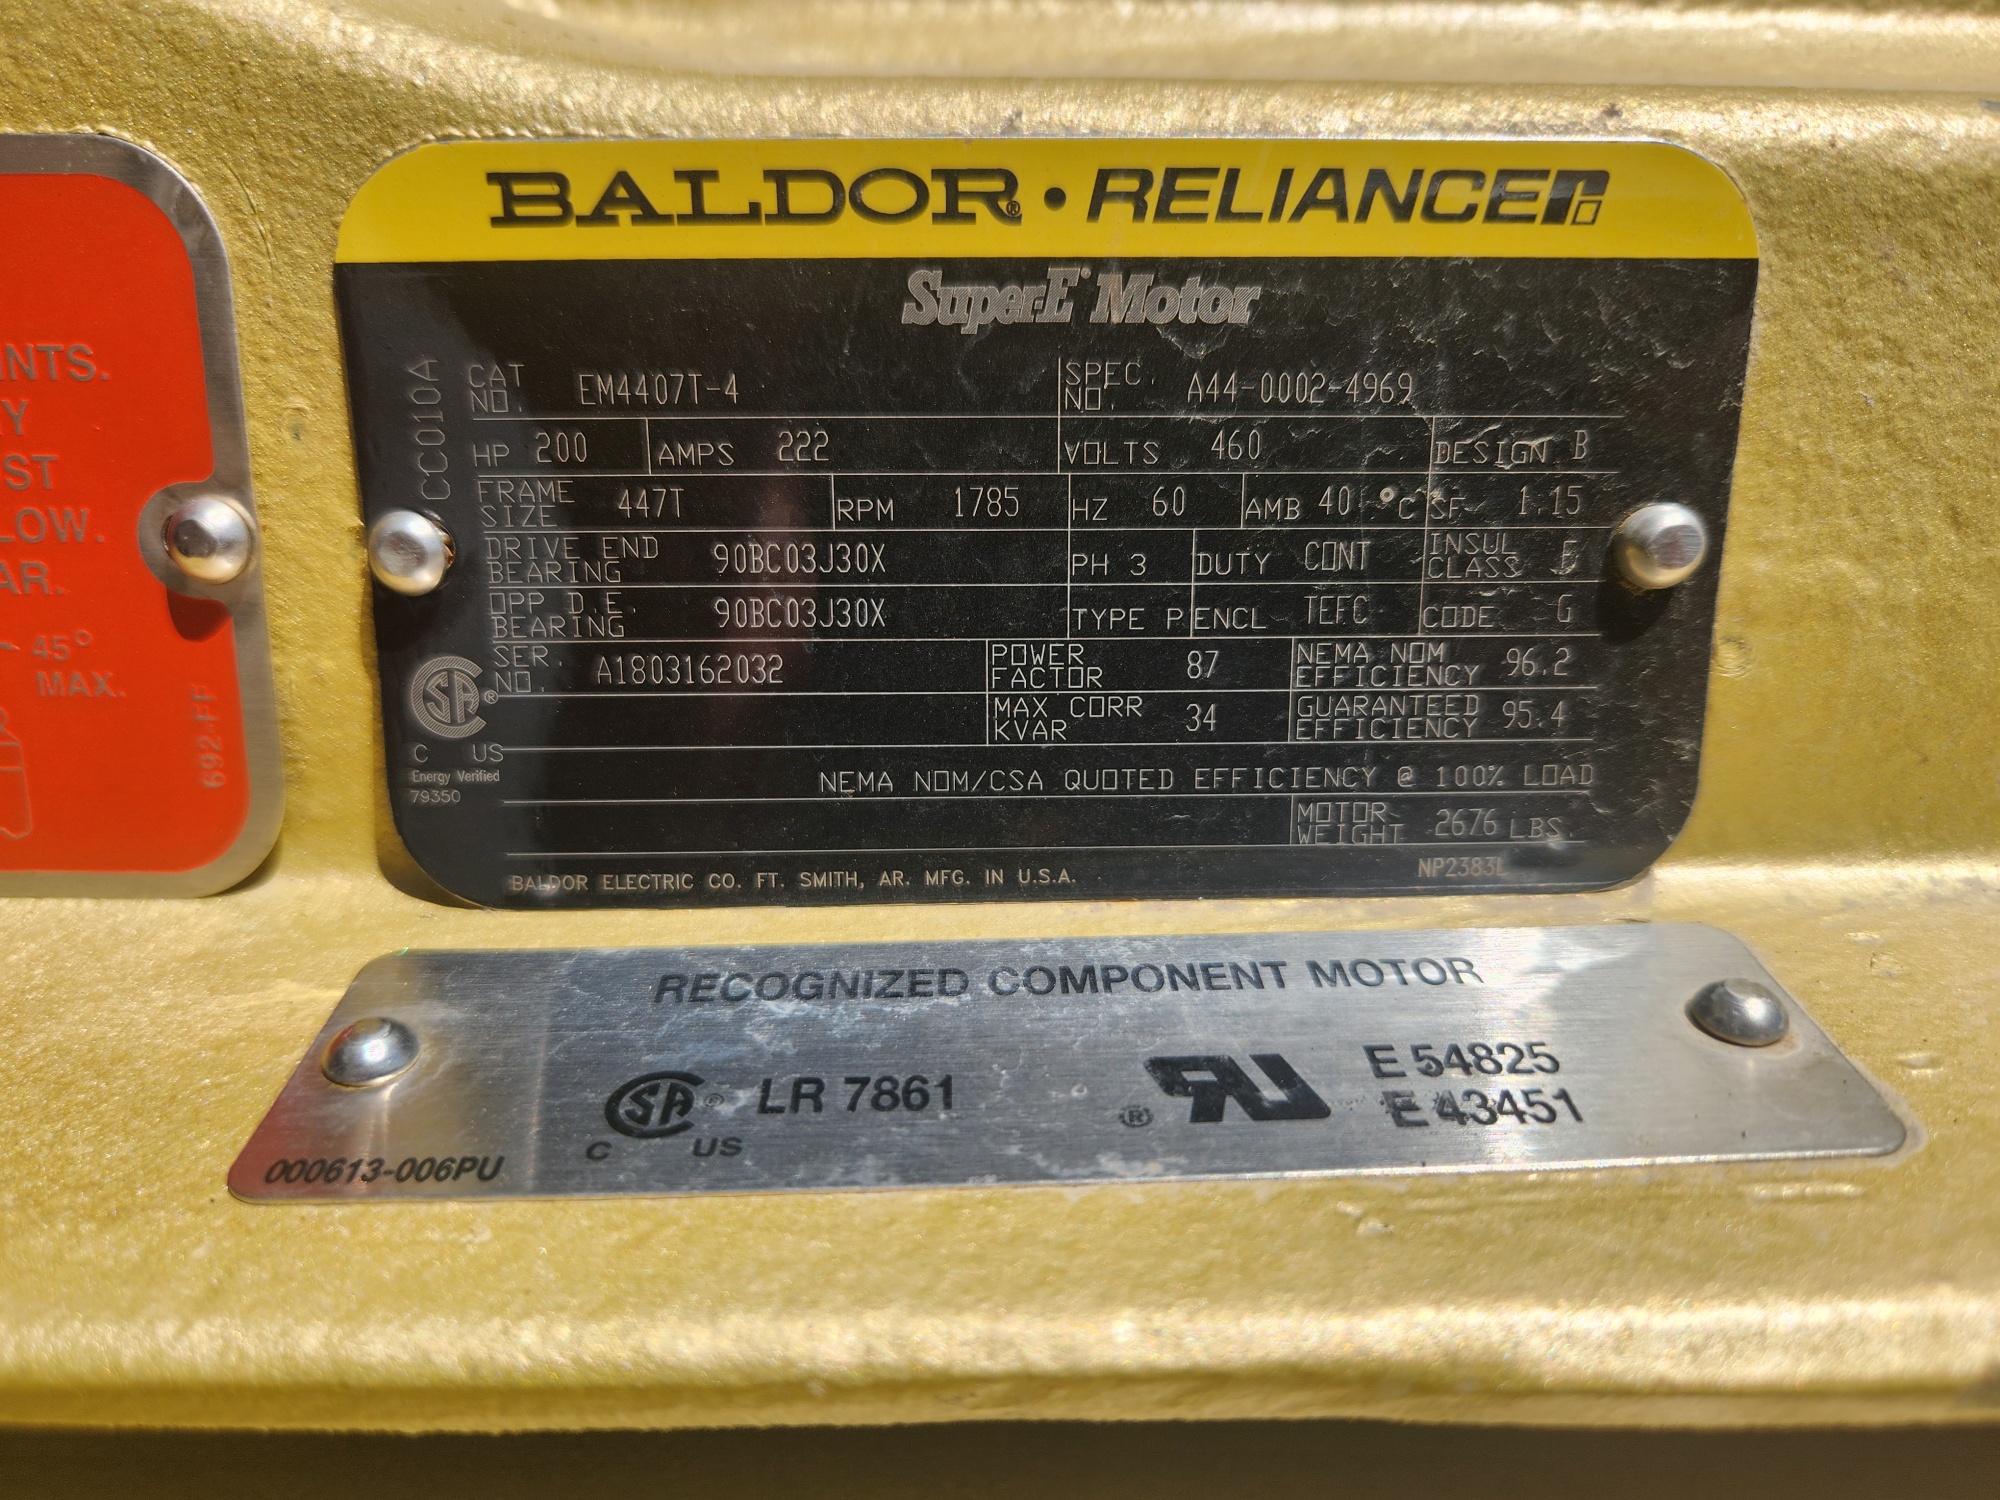 NTS.
Y
ST
LOW.
AR.
45°
MAX.
692-FF
BALDOR® • RELIANCE
Super-E® Motor
CC010A
CAT NO. EM4407T-4 SPEC. NO. A44-0002-4969
HP 200 AMPS 222 VOLTS 460 DESIGN B
FRAME SIZE 447T RPM 1785 HZ 60 AMB 40 °C SF 1.15
DRIVE END BEARING 90BC03J30X PH 3 DUTY CONT INSUL CLASS
OPP D.E. BEARING 90BC03J30X TYPE P ENCL TEFC CODE G
SER. NO. A1803162032 POWER FACTOR 87 NEMA NOM EFFICIENCY 96.2
MAX CORR KVAR 34 GUARANTEED EFFICIENCY 95.4
NEMA NOM/CSA QUOTED EFFICIENCY @ 100% LOAD
MOTOR WEIGHT 2676 LBS.
CSA®
C US
Energy Verified
79350
BALDOR ELECTRIC CO. FT. SMITH, AR. MFG. IN U.S.A. NP2383L
RECOGNIZED COMPONENT MOTOR
CSA® LR 7861 ® RU E 54825
C US E 43451
000613-006PU